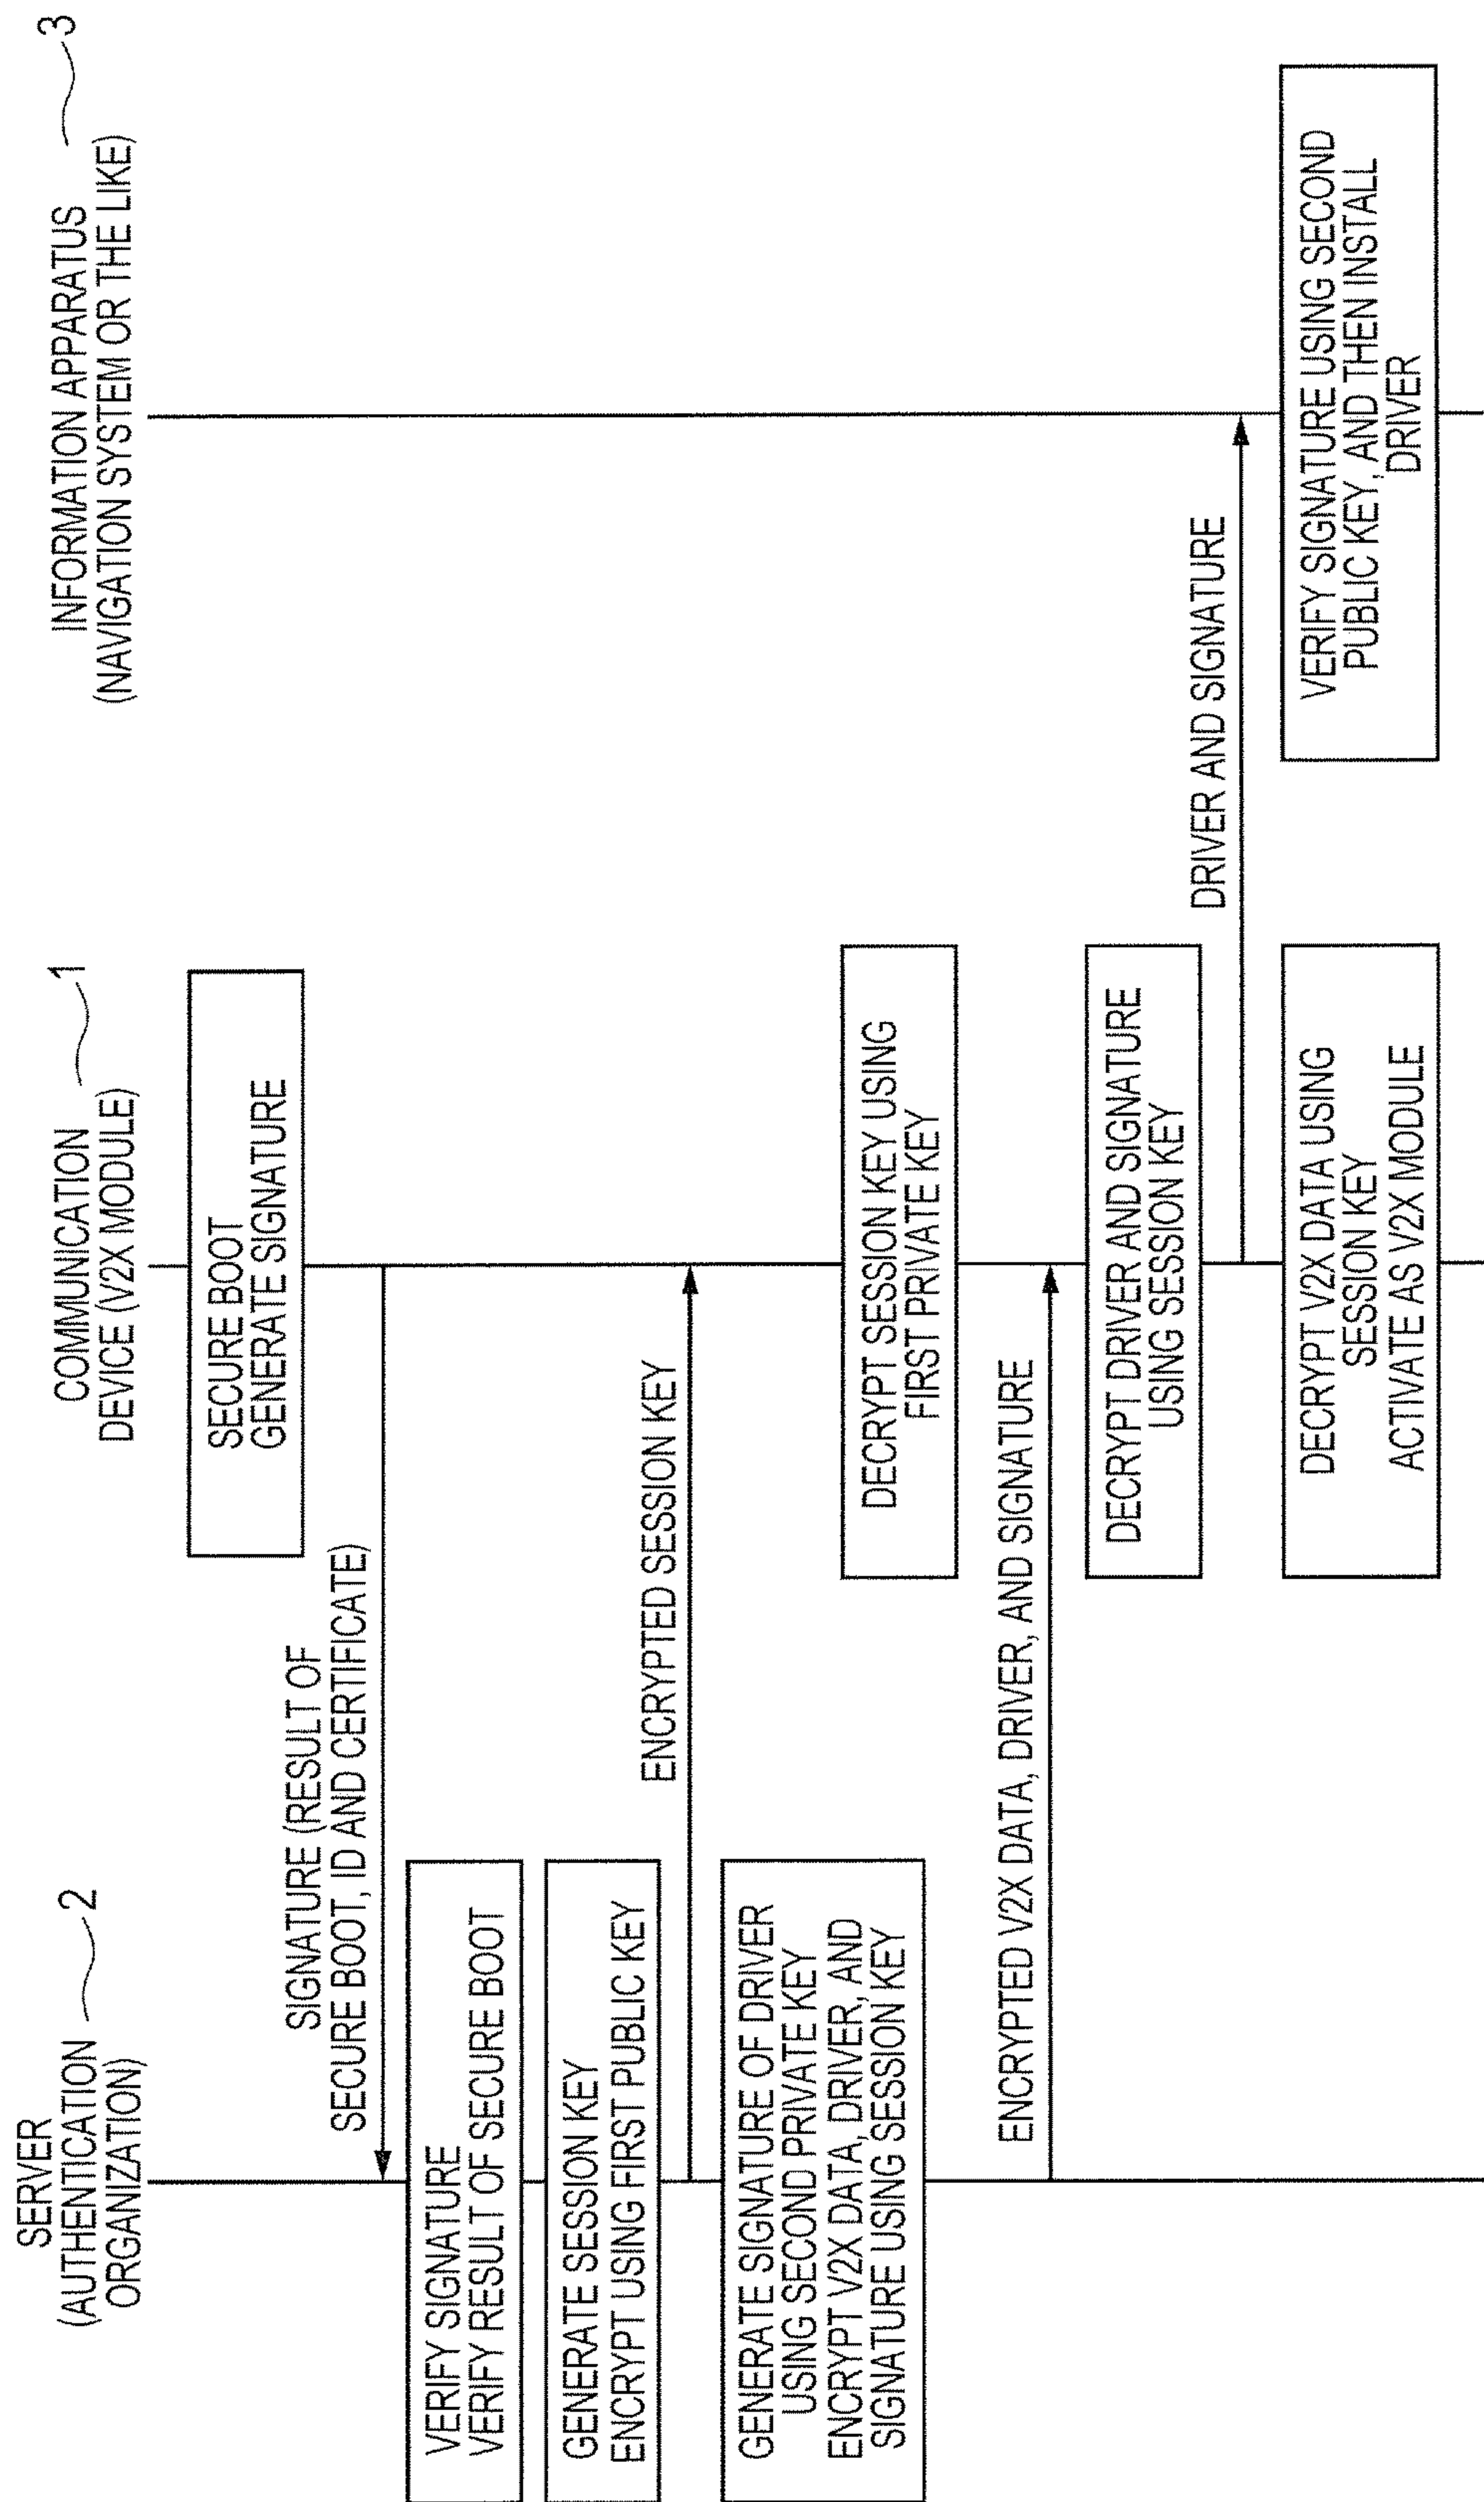 SERVER
(AUTHENTICATION
ORGANIZATION)
2
COMMUNICATION
DEVICE (V2X MODULE)
1
INFORMATION APPARATUS
(NAVIGATION SYSTEM OR THE LIKE)
3
SECURE BOOT
GENERATE SIGNATURE
SIGNATURE (RESULT OF
SECURE BOOT, ID AND CERTIFICATE)
VERIFY SIGNATURE
VERIFY RESULT OF SECURE BOOT
GENERATE SESSION KEY
ENCRYPT USING FIRST PUBLIC KEY
ENCRYPTED SESSION KEY
GENERATE SIGNATURE OF DRIVER
USING SECOND PRIVATE KEY
ENCRYPT V2X DATA, DRIVER, AND
SIGNATURE USING SESSION KEY
DECRYPT SESSION KEY USING
FIRST PRIVATE KEY
ENCRYPTED V2X DATA, DRIVER, AND SIGNATURE
DECRYPT DRIVER AND SIGNATURE
USING SESSION KEY
DRIVER AND SIGNATURE
DECRYPT V2X DATA USING
SESSION KEY
ACTIVATE AS V2X MODULE
VERIFY SIGNATURE USING SECOND
PUBLIC KEY, AND THEN INSTALL
DRIVER